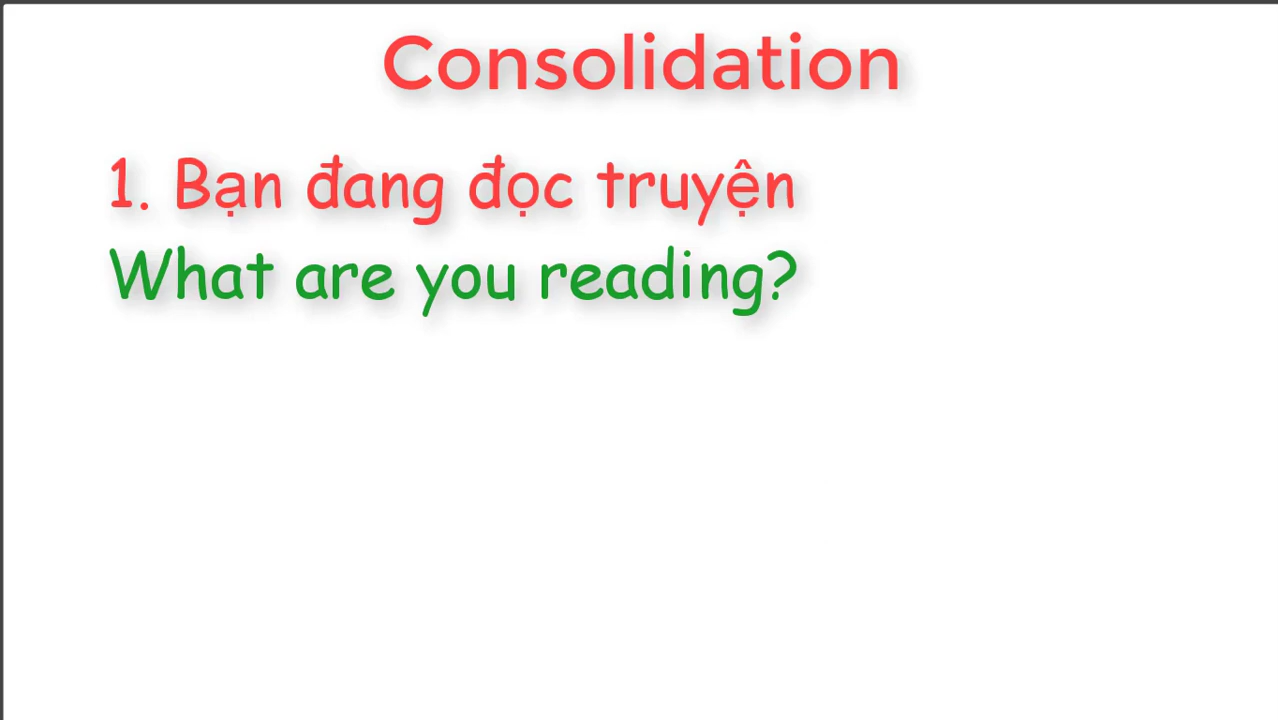 Consolidation
1. Bạn đang đọc truyện
What are you reading?